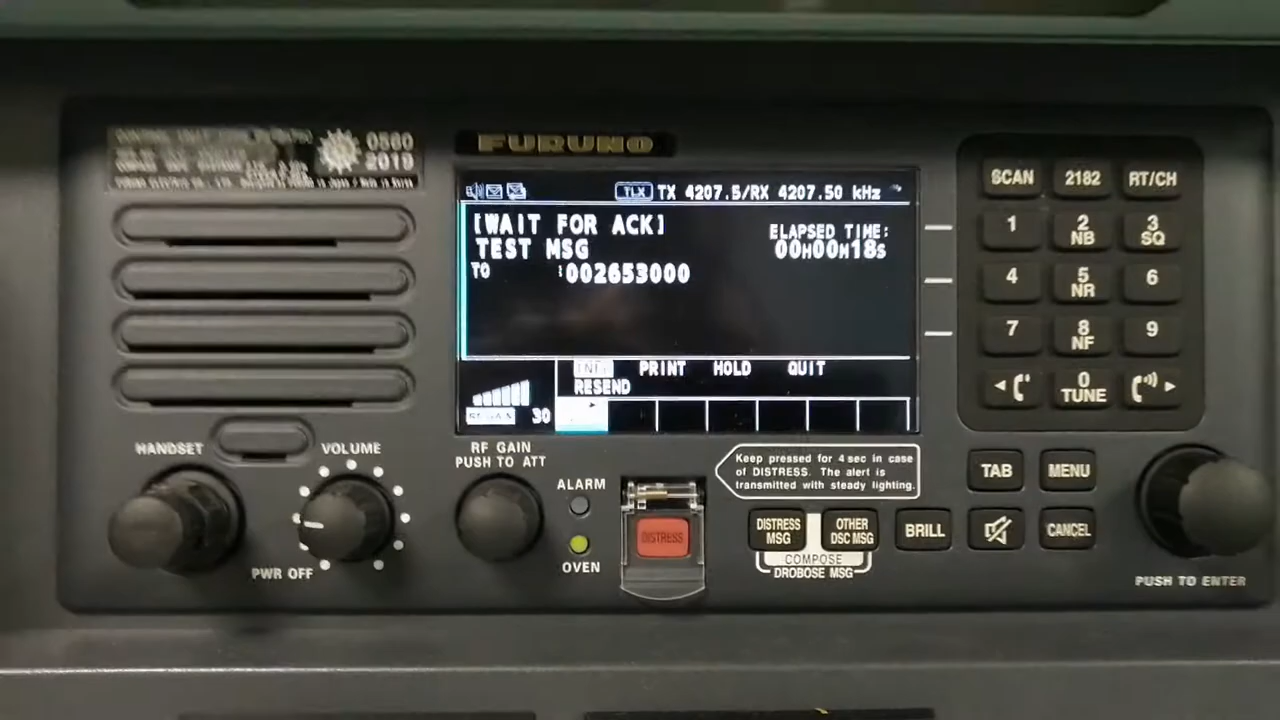 0560
2019
FURUNO
TLX TX 4207.5/RX 4207.50 kHz
[WAIT FOR ACK]
TEST MSG
ELAPSED TIME:
00H00M18S
TO :002653000
PRINT HOLD QUIT
RESEND
30
SCAN 2182 RT/CH
1 2 NB 3 SQ
4 5 NR 6
7 8 NF 9
0 TUNE
HANDSET
VOLUME
PWR OFF
RF GAIN
PUSH TO ATT
ALARM
OVEN
DISTRESS
Keep pressed for 4 sec in case
of DISTRESS. The alert is
transmitted with steady lighting.
DISTRESS MSG
OTHER DSC MSG
COMPOSE
DROBOSE MSG
BRILL
TAB MENU
CANCEL
PUSH TO ENTER